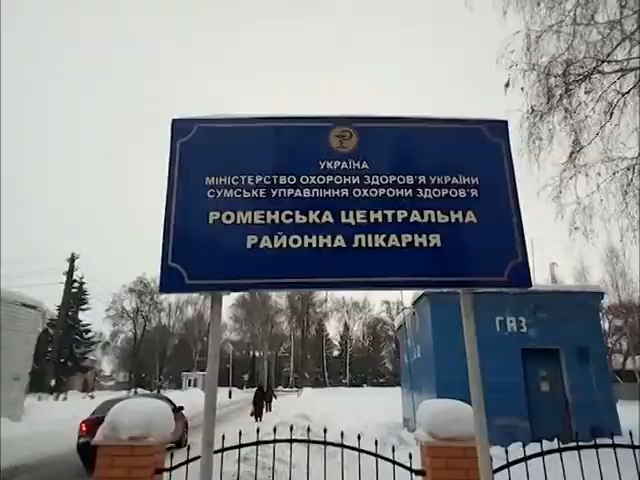 УКРАЇНА
МІНІСТЕРСТВО ОХОРОНИ ЗДОРОВ'Я УКРАЇНИ
СУМСЬКЕ УПРАВЛІННЯ ОХОРОНИ ЗДОРОВ'Я
РОМЕНСЬКА ЦЕНТРАЛЬНА
РАЙОННА ЛІКАРНЯ
ГАЗ